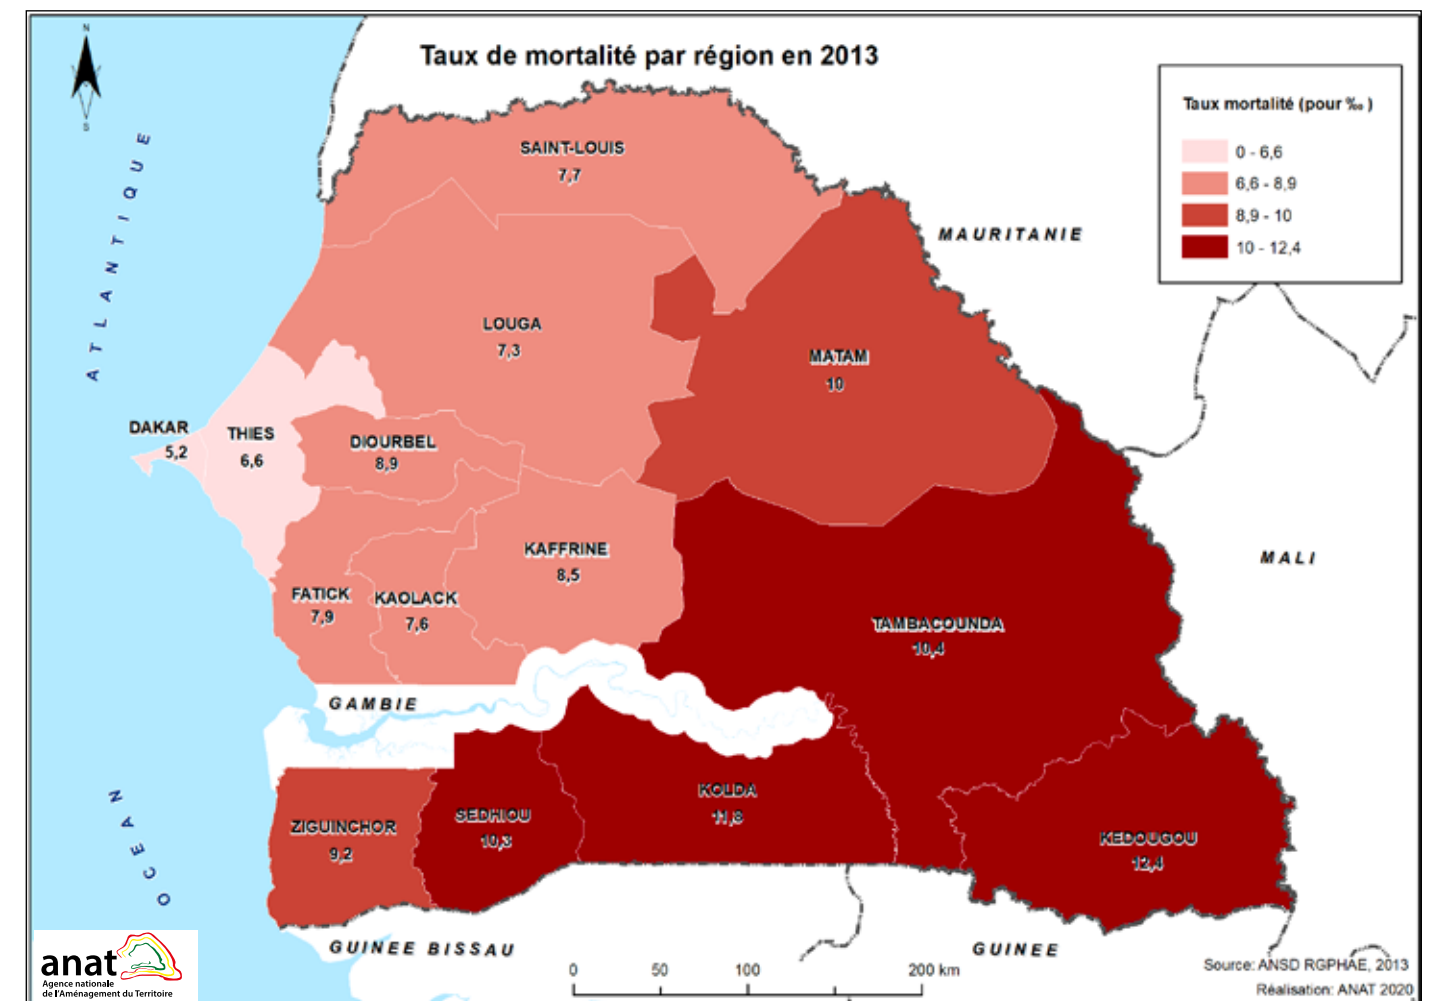 N
S
Taux de mortalité par région en 2013
Taux mortalité (pour ‰ )
0 - 6,6
6,6 - 8,9
8,9 - 10
10 - 12,4
ATLANTIQUE
OCEAN
MAURITANIE
MALI
GAMBIE
GUINEE BISSAU
GUINEE
SAINT-LOUIS
7,7
LOUGA
7,3
MATAM
10
DAKAR
5,2
THIES
6,6
DIOURBEL
8,9
KAFFRINE
8,5
FATICK
7,9
KAOLACK
7,6
TAMBACOUNDA
10,4
ZIGUINCHOR
9,2
SEDHIOU
10,3
KOLDA
11,8
KEDOUGOU
12,4
anat
Agence nationale
de l'Aménagement du Territoire
0 50 100 200 km
Source: ANSD RGPHAE, 2013
Réalisation: ANAT 2020